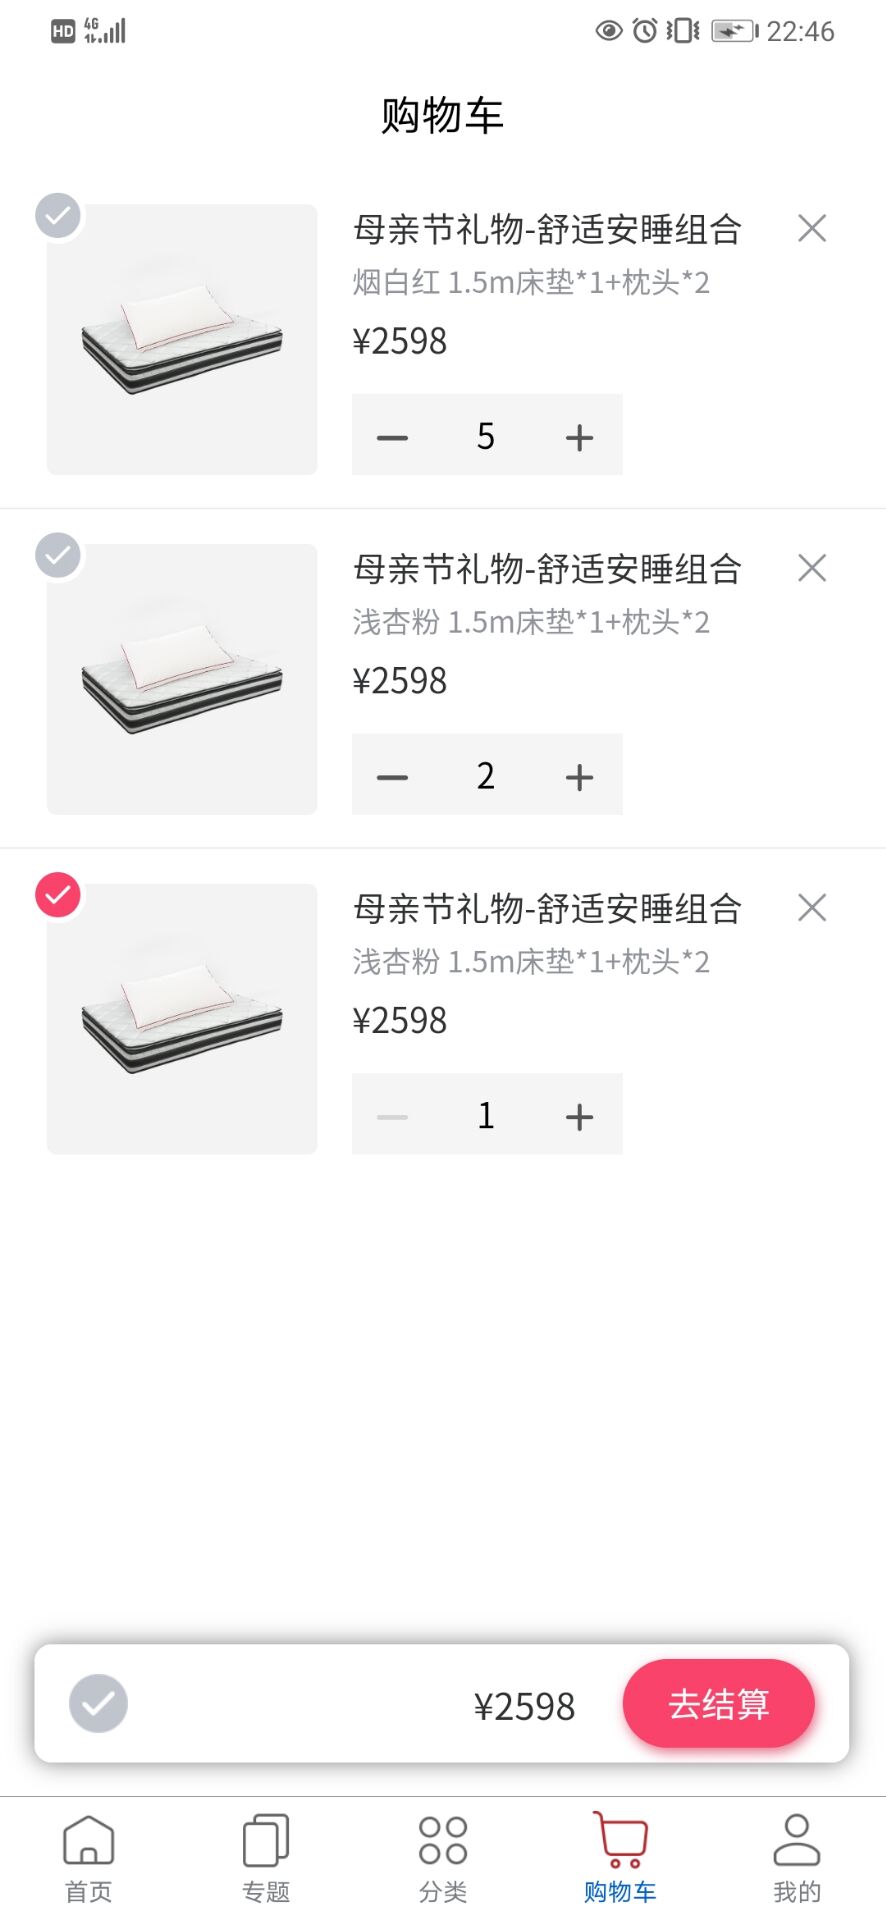 HD 4G 22:46
购物车
母亲节礼物-舒适安睡组合
烟白红 1.5m床垫*1+枕头*2
¥2598
5
母亲节礼物-舒适安睡组合
浅杏粉 1.5m床垫*1+枕头*2
¥2598
2
母亲节礼物-舒适安睡组合
浅杏粉 1.5m床垫*1+枕头*2
¥2598
1
¥2598 去结算
首页 专题 分类 购物车 我的